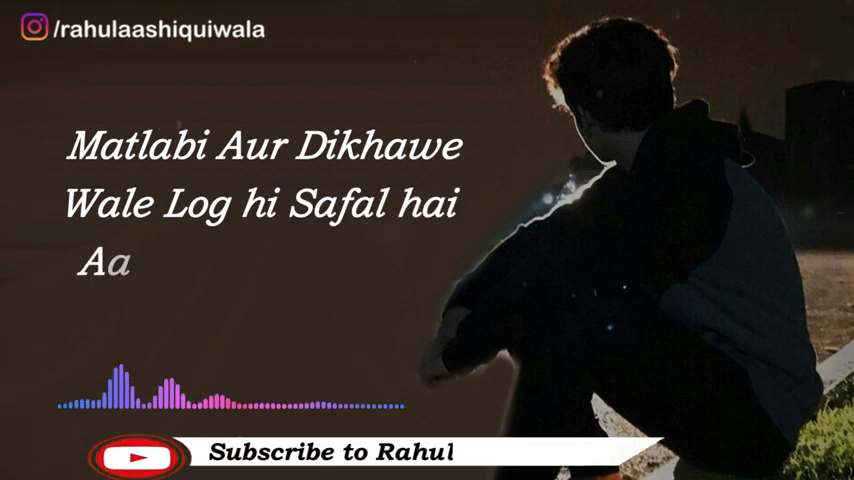 /rahulaashiquiwala
Matlabi Aur Dikhawe
Wale Log hi Safal hai
Aa
Subscribe to Rahul